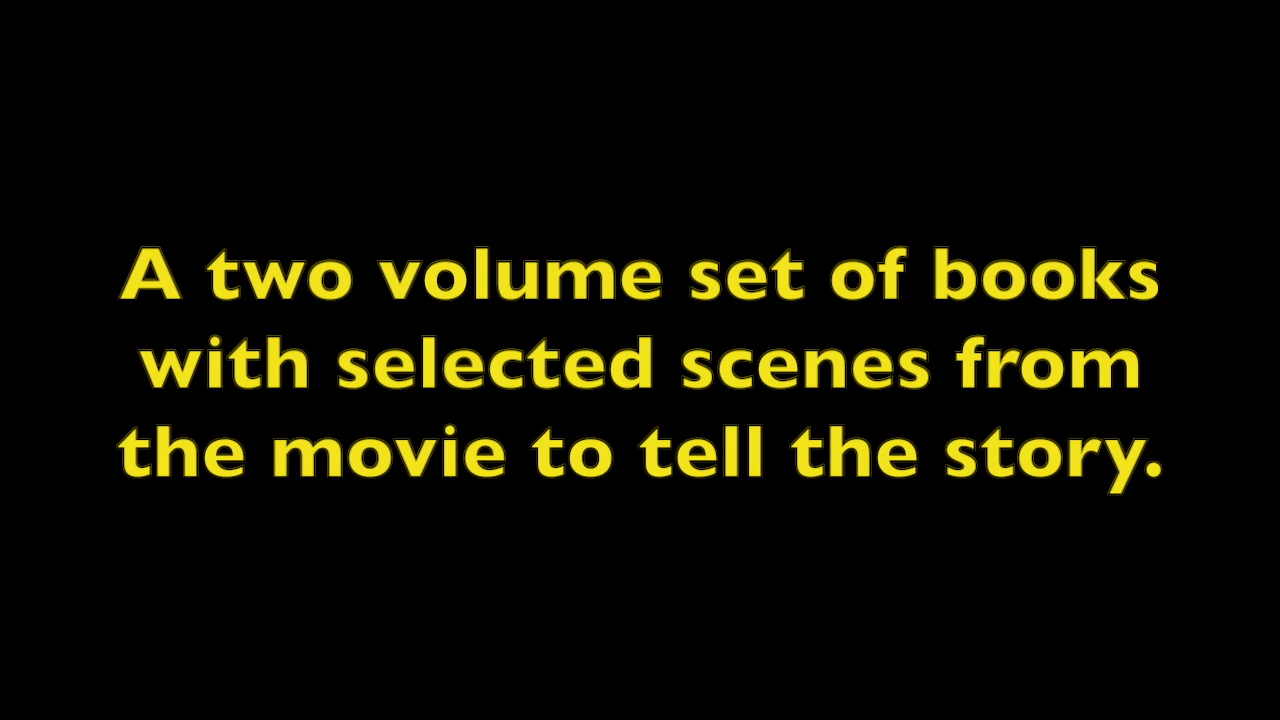 A two volume set of books
with selected scenes from
the movie to tell the story.